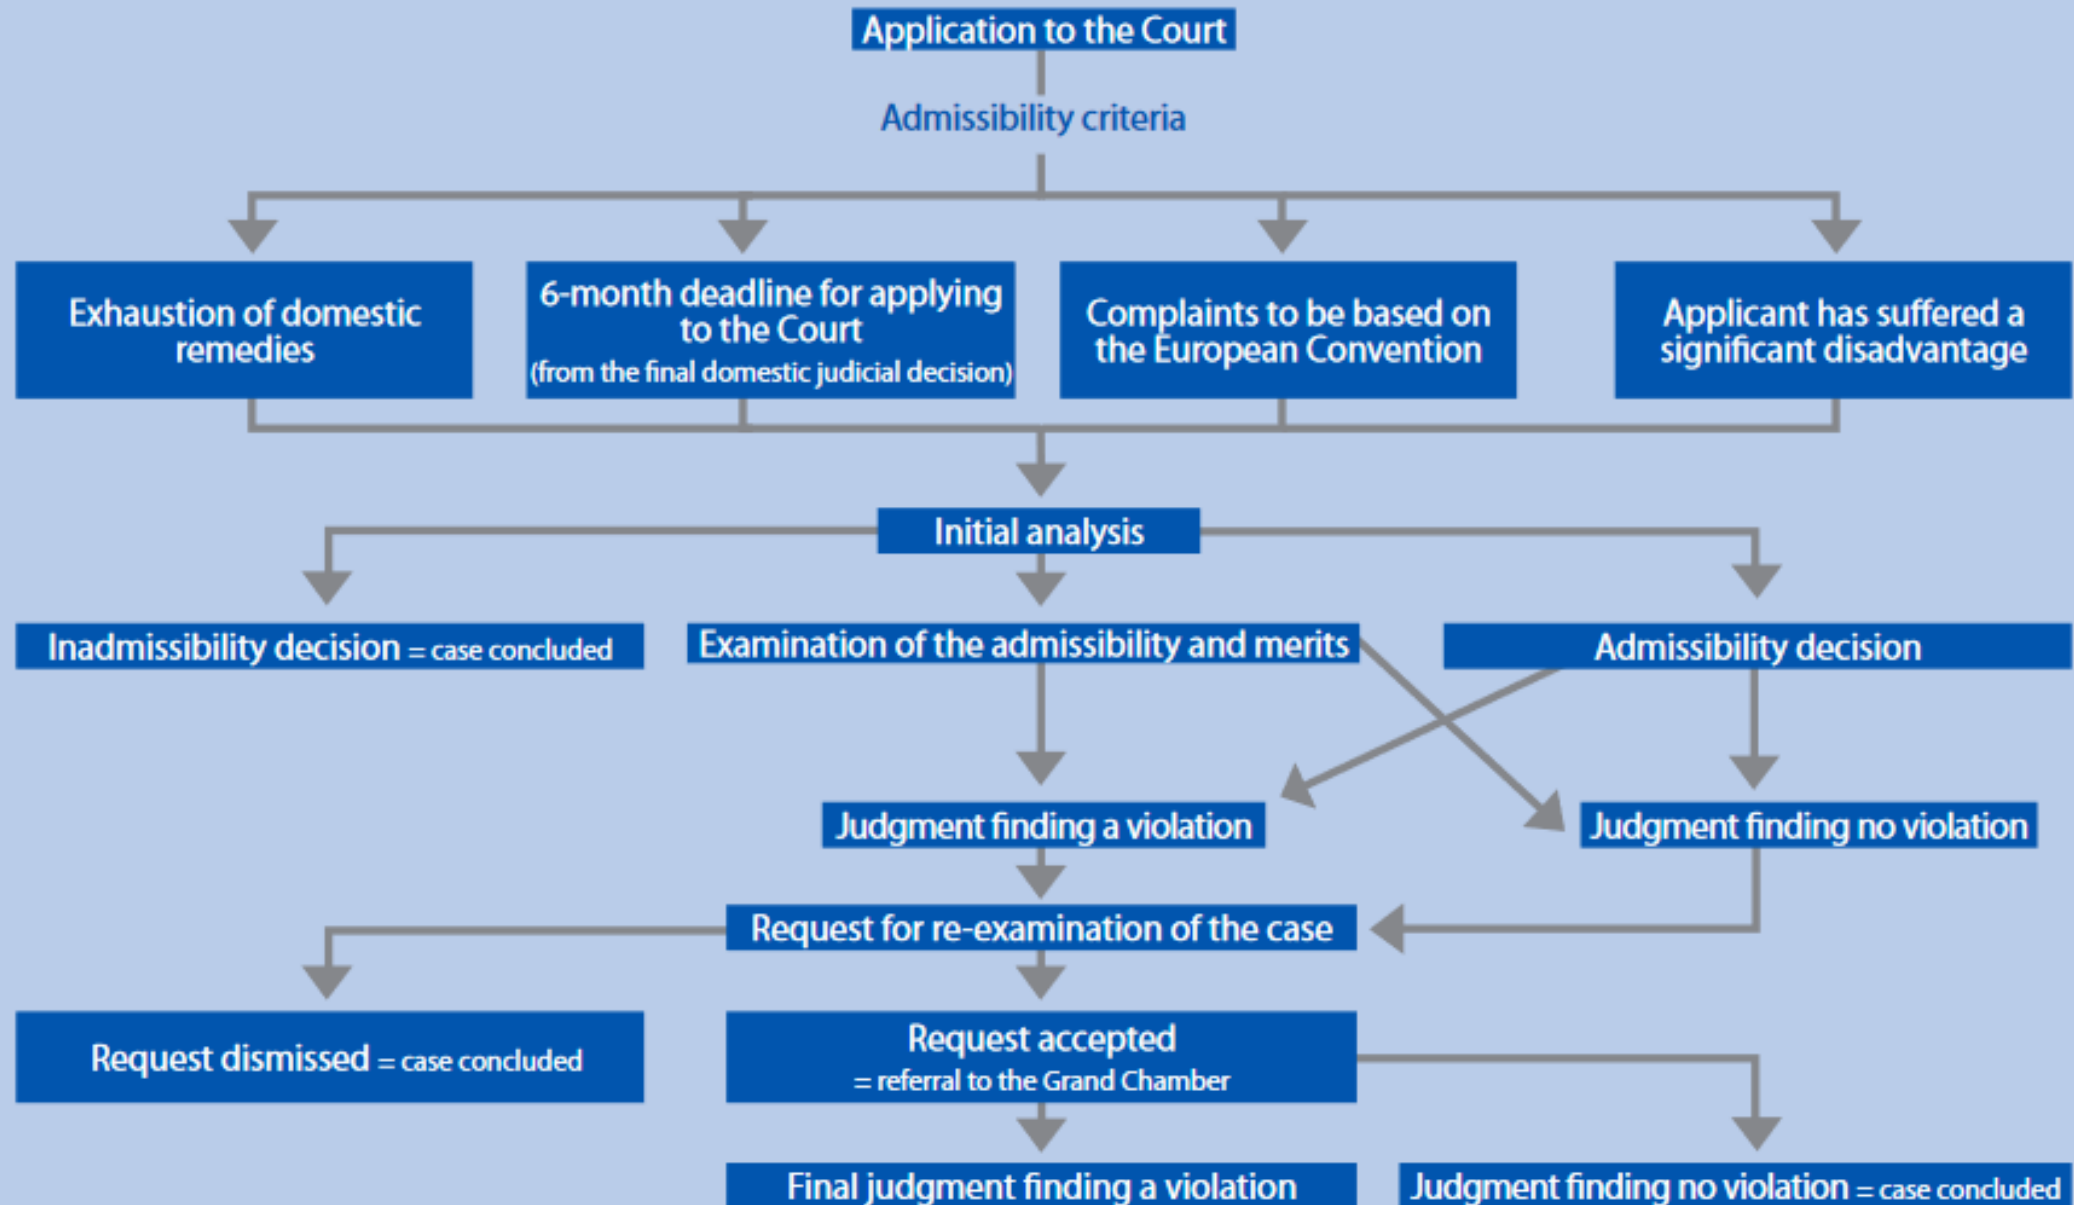 Application to the Court
Admissibility criteria
Exhaustion of domestic
remedies
6-month deadline for applying
to the Court
(from the final domestic judicial decision)
Complaints to be based on
the European Convention
Applicant has suffered a
significant disadvantage
Initial analysis
Inadmissibility decision = case concluded
Examination of the admissibility and merits
Admissibility decision
Judgment finding a violation
Judgment finding no violation
Request for re-examination of the case
Request dismissed = case concluded
Request accepted
= referral to the Grand Chamber
Final judgment finding a violation
Judgment finding no violation = case concluded